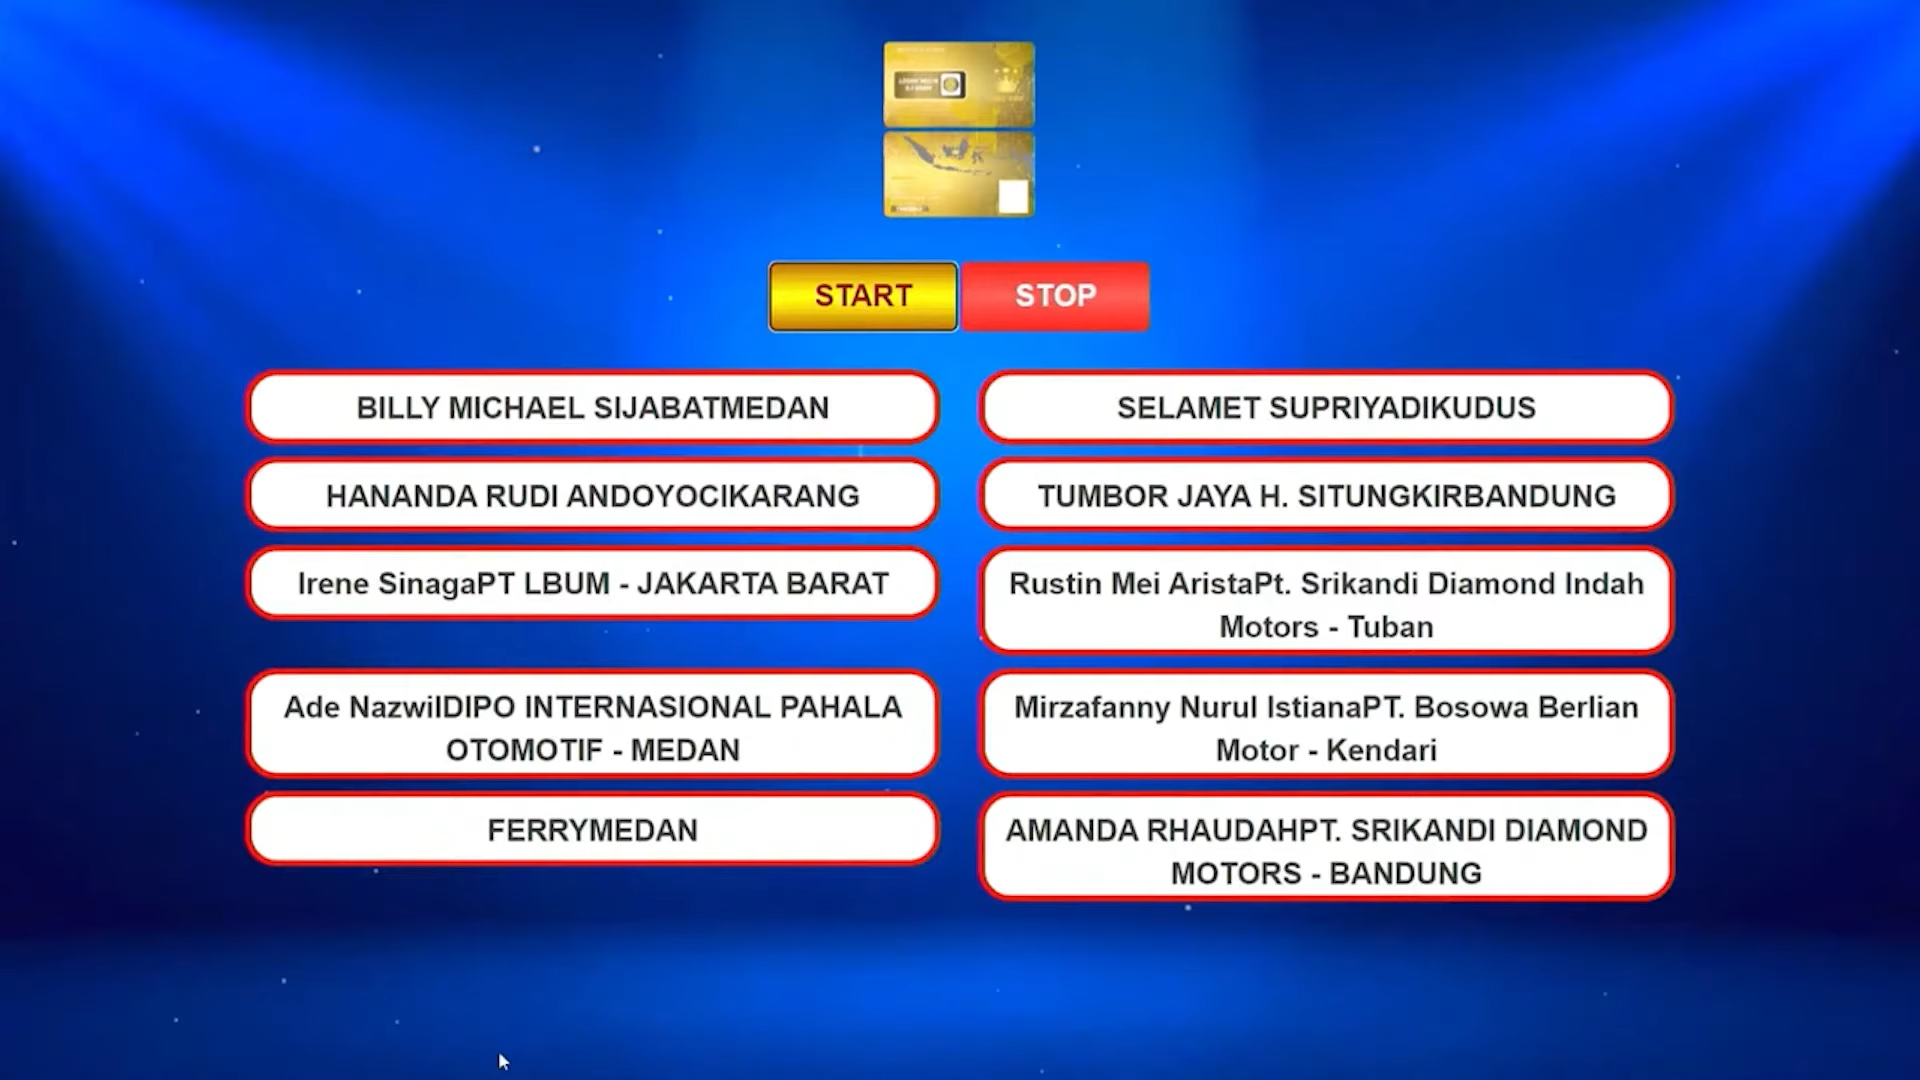 START
STOP
BILLY MICHAEL SIJABATMEDAN
SELAMET SUPRIYADIKUDUS
HANANDA RUDI ANDOYOCIKARANG
TUMBOR JAYA H. SITUNGKIRBANDUNG
Irene SinagaPT LBUM - JAKARTA BARAT
Rustin Mei AristaPt. Srikandi Diamond Indah
Motors - Tuban
Ade NazwilDIPO INTERNASIONAL PAHALA
OTOMOTIF - MEDAN
Mirzafanny Nurul IstianaPT. Bosowa Berlian
Motor - Kendari
FERRYMEDAN
AMANDA RHAUDAHPT. SRIKANDI DIAMOND
MOTORS - BANDUNG